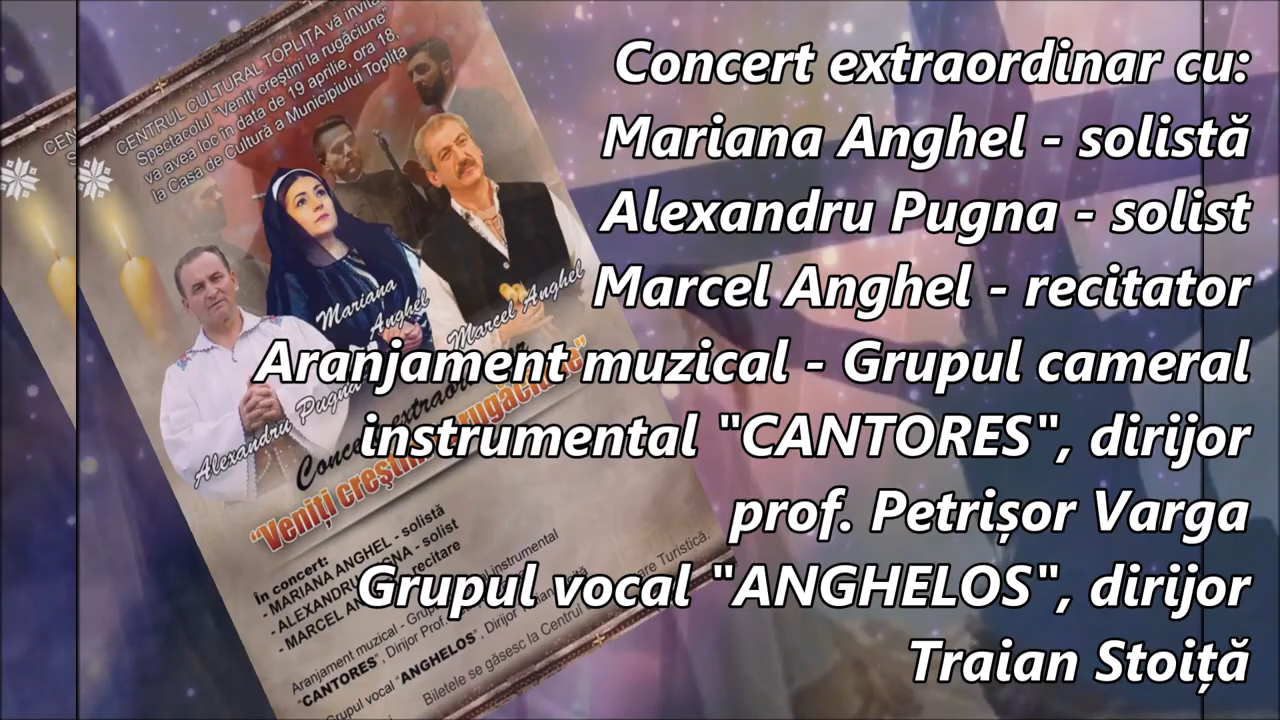 CENTRUL CULTURAL TOPLIȚA vă invită
Spectacolul "Veniți creștini la rugăciune"
va avea loc în data de 19 aprilie, ora 18,
la Casa de Cultură a Municipiului Toplița
Mariana
Anghel
Marcel Anghel
Alexandru Pugna
"Veniți
În concert:
- MARIANA ANGHEL - solistă
- solist
recitare
Aranjament muzical -
instrumental
"CANTORES", Dirijor Prof.
Grupul vocal "ANGHELOS", Dirijor
Biletele se găsesc la Centrul
Turistică.
Concert extraordinar cu:
Mariana Anghel - solistă
Alexandru Pugna - solist
Marcel Anghel - recitator
Aranjament muzical - Grupul cameral
instrumental "CANTORES", dirijor
prof. Petrișor Varga
Grupul vocal "ANGHELOS", dirijor
Traian Stoiță